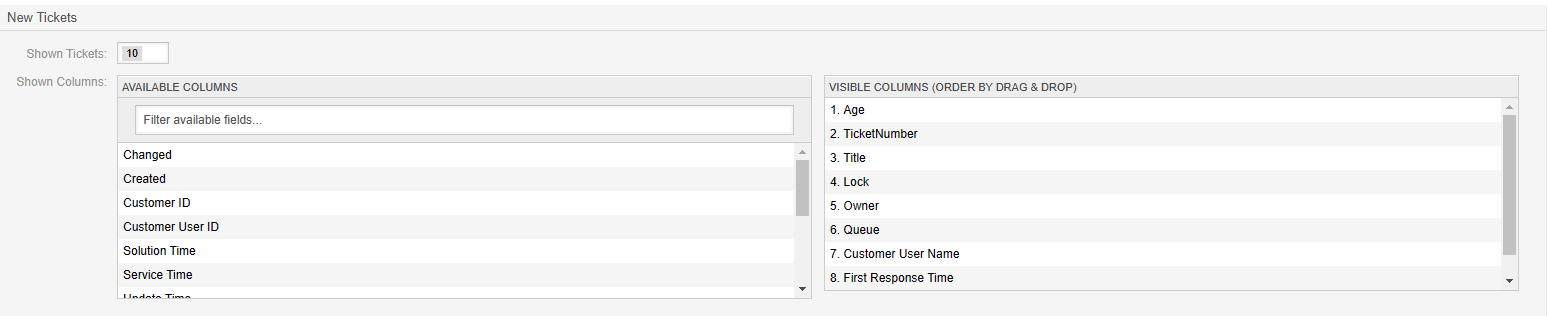 New Tickets
Shown Tickets: 10
Shown Columns:
AVAILABLE COLUMNS
Filter available fields...
Changed
Created
Customer ID
Customer User ID
Solution Time
Service Time
Update Time
VISIBLE COLUMNS (ORDER BY DRAG & DROP)
1. Age
2. TicketNumber
3. Title
4. Lock
5. Owner
6. Queue
7. Customer User Name
8. First Response Time